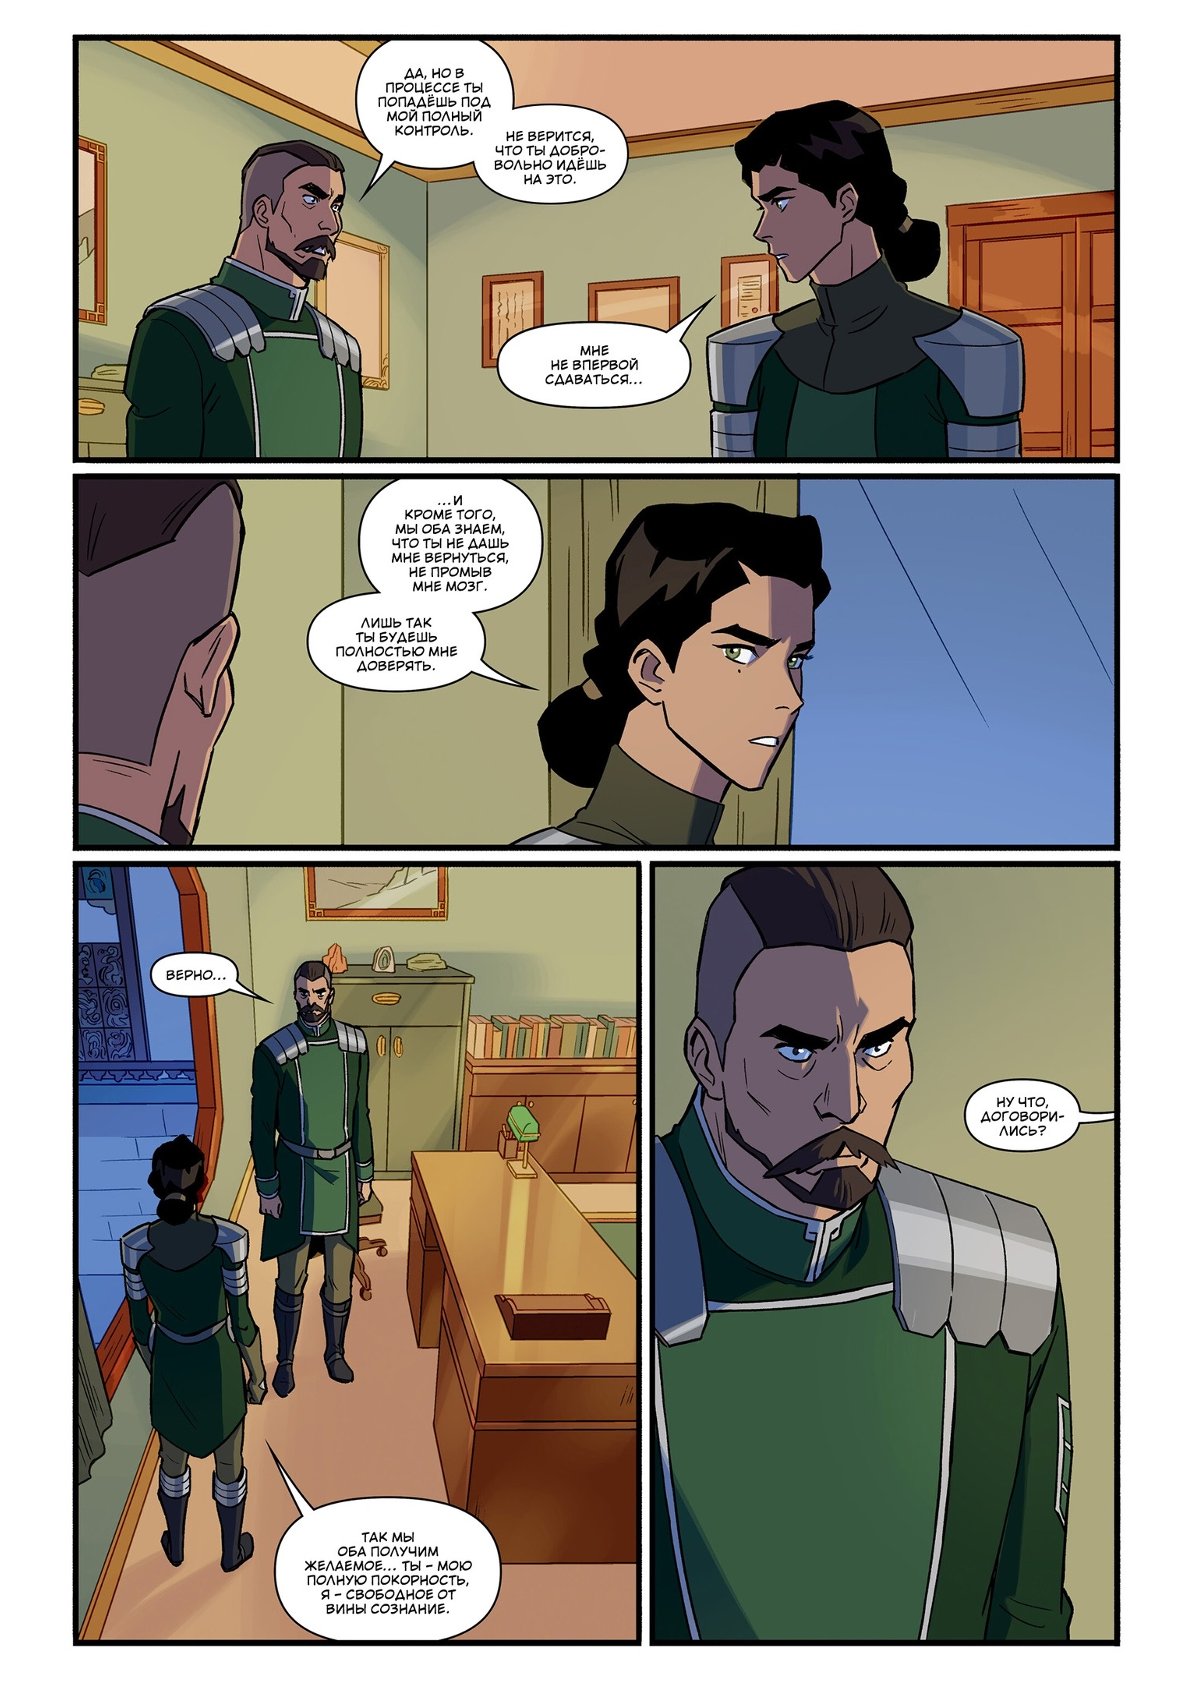 ДА, НО В
ПРОЦЕССЕ ТЫ
ПОПАДЁШЬ ПОД
МОЙ ПОЛНЫЙ
КОНТРОЛЬ.
НЕ ВЕРИТСЯ,
ЧТО ТЫ ДОБРО-
ВОЛЬНО ИДЁШЬ
НА ЭТО.
МНЕ
НЕ ВПЕРВОЙ
СДАВАТЬСЯ...
...И
КРОМЕ ТОГО,
МЫ ОБА ЗНАЕМ,
ЧТО ТЫ НЕ ДАШЬ
МНЕ ВЕРНУТЬСЯ,
НЕ ПРОМЫВ
МНЕ МОЗГ.
ЛИШЬ ТАК
ТЫ БУДЕШЬ
ПОЛНОСТЬЮ МНЕ
ДОВЕРЯТЬ.
ВЕРНО...
ТАК МЫ
ОБА ПОЛУЧИМ
ЖЕЛАЕМОЕ... ТЫ - МОЮ
ПОЛНУЮ ПОКОРНОСТЬ,
Я - СВОБОДНОЕ ОТ
ВИНЫ СОЗНАНИЕ.
НУ ЧТО,
ДОГОВОРИ-
ЛИСЬ?